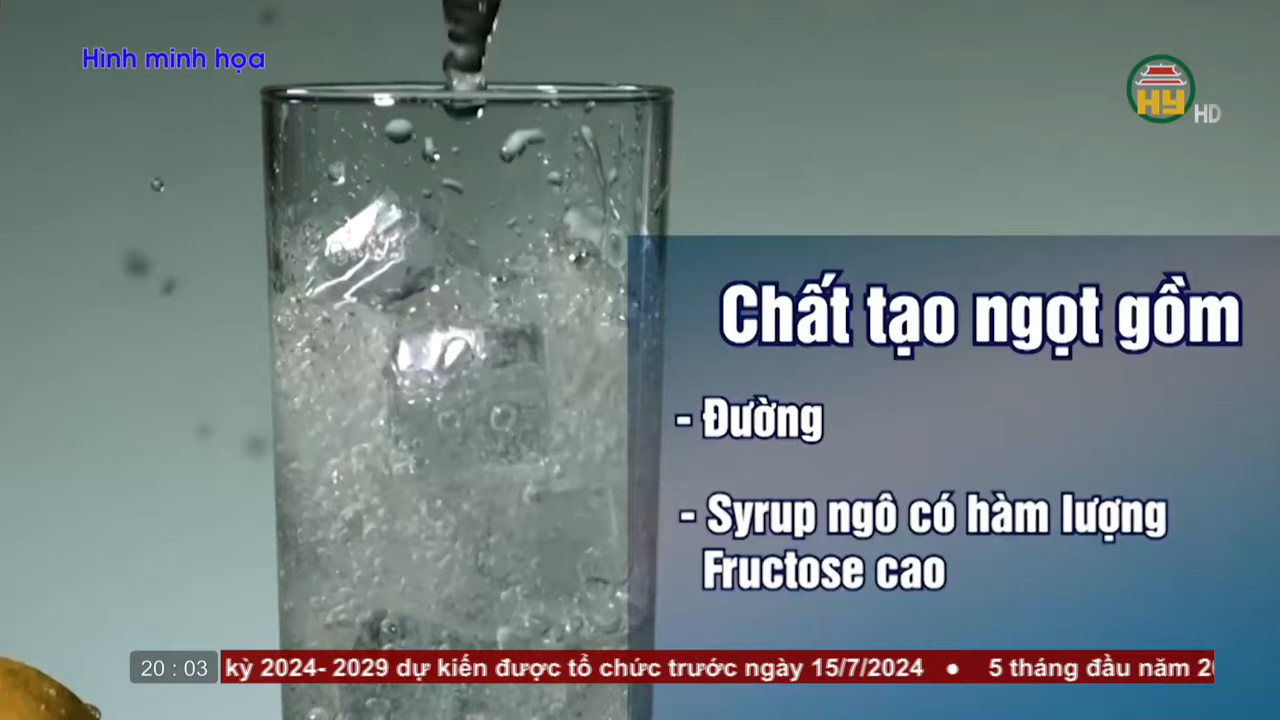 Hình minh họa
HY HD
Chất tạo ngọt gồm
- Đường
- Syrup ngô có hàm lượng
Fructose cao
20 : 03 kỳ 2024- 2029 dự kiến được tổ chức trước ngày 15/7/2024 • 5 tháng đầu năm